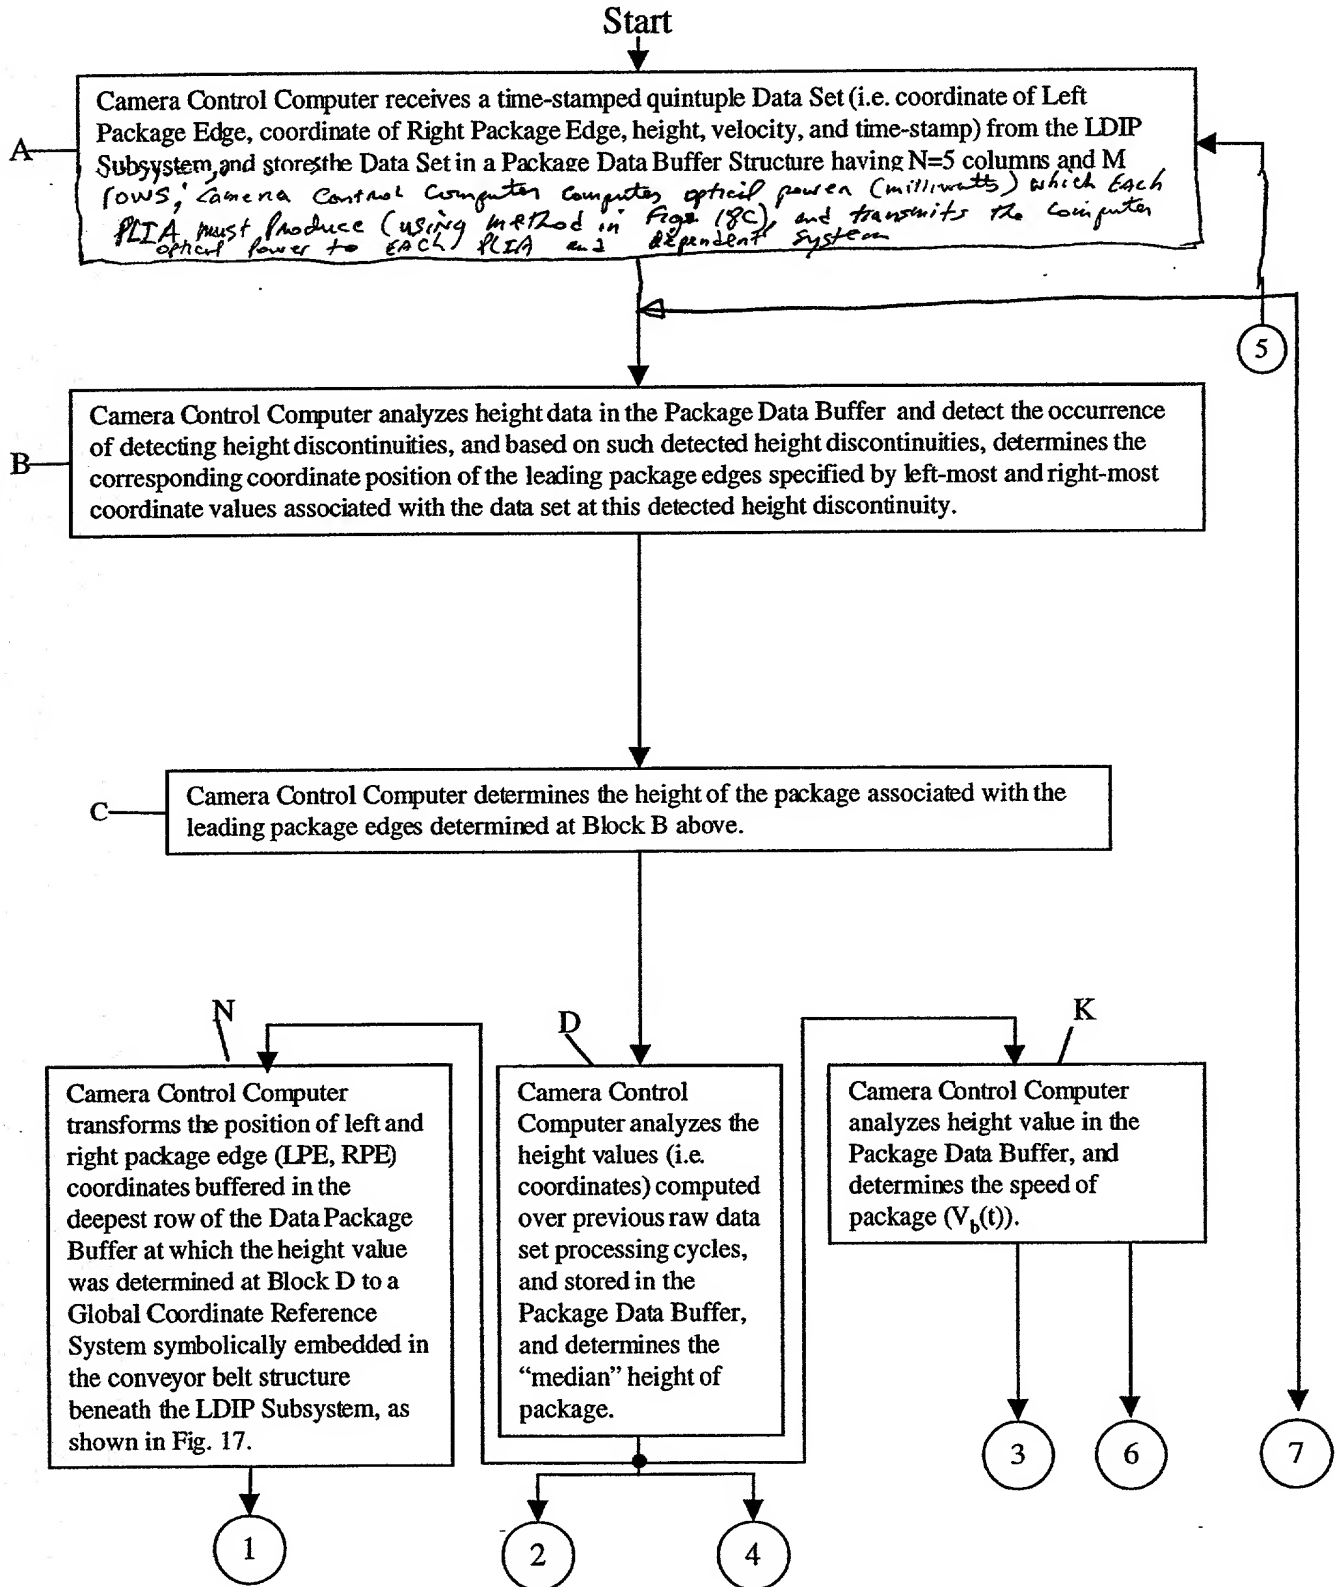 Start
A
Camera Control Computer receives a time-stamped quintuple Data Set (i.e. coordinate of Left
Package Edge, coordinate of Right Package Edge, height, velocity, and time-stamp) from the LDIP
Subsystem, and stores the Data Set in a Package Data Buffer Structure having N=5 columns and M
rows; Camera Control Computer computes optical power (milliwatts) which Each
PLIA must Produce (using method in Figs 18C), and transmits the computer
optical power to EACH PLIA and dependent system
5
B
Camera Control Computer analyzes height data in the Package Data Buffer and detect the occurrence
of detecting height discontinuities, and based on such detected height discontinuities, determines the
corresponding coordinate position of the leading package edges specified by left-most and right-most
coordinate values associated with the data set at this detected height discontinuity.
C
Camera Control Computer determines the height of the package associated with the
leading package edges determined at Block B above.
N
Camera Control Computer
transforms the position of left and
right package edge (LPE, RPE)
coordinates buffered in the
deepest row of the Data Package
Buffer at which the height value
was determined at Block D to a
Global Coordinate Reference
System symbolically embedded in
the conveyor belt structure
beneath the LDIP Subsystem, as
shown in Fig. 17.
D
Camera Control
Computer analyzes the
height values (i.e.
coordinates) computed
over previous raw data
set processing cycles,
and stored in the
Package Data Buffer,
and determines the
“median” height of
package.
K
Camera Control Computer
analyzes height value in the
Package Data Buffer, and
determines the speed of
package (V_b(t)).
1
2
4
3
6
7